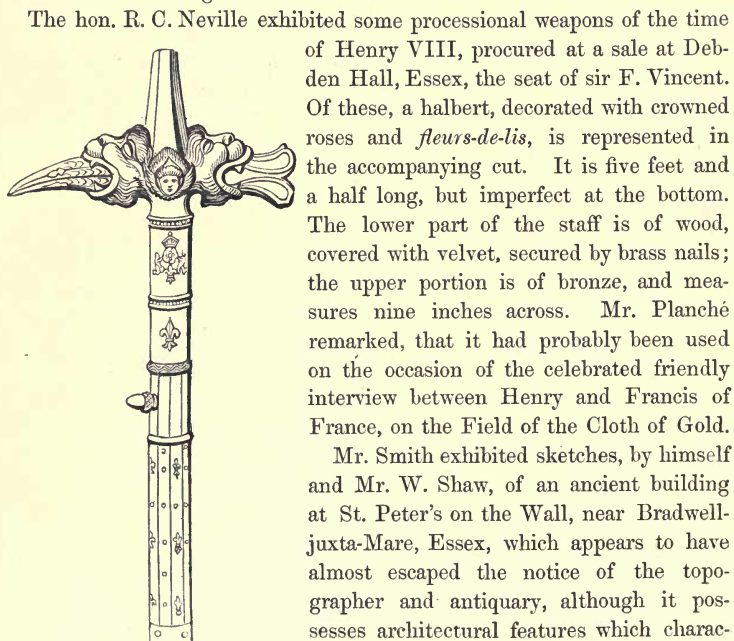 The hon. R. C. Neville exhibited some processional weapons of the time
of Henry VIII, procured at a sale at Deb-
den Hall, Essex, the seat of sir F. Vincent.
Of these, a halbert, decorated with crowned
roses and fleurs-de-lis, is represented in
the accompanying cut. It is five feet and
a half long, but imperfect at the bottom.
The lower part of the staff is of wood,
covered with velvet, secured by brass nails;
the upper portion is of bronze, and mea-
sures nine inches across. Mr. Planché
remarked, that it had probably been used
on the occasion of the celebrated friendly
interview between Henry and Francis of
France, on the Field of the Cloth of Gold.
Mr. Smith exhibited sketches, by himself
and Mr. W. Shaw, of an ancient building
at St. Peter's on the Wall, near Bradwell-
juxta-Mare, Essex, which appears to have
almost escaped the notice of the topo-
grapher and antiquary, although it pos-
sesses architectural features which charac-